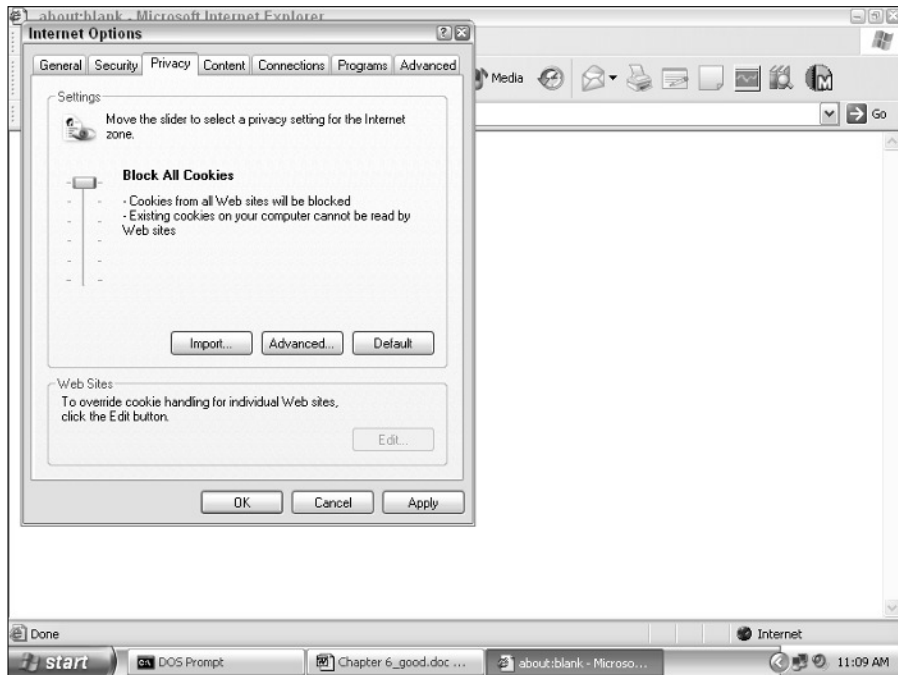 about:blank - Microsoft Internet Explorer
Internet Options
General Security Privacy Content Connections Programs Advanced
Media
Go
Settings
Move the slider to select a privacy setting for the Internet
zone.
Block All Cookies
- Cookies from all Web sites will be blocked
- Existing cookies on your computer cannot be read by
Web sites
Import... Advanced... Default
Web Sites
To override cookie handling for individual Web sites,
click the Edit button.
Edit...
OK Cancel Apply
Done
Internet
start
DOS Prompt
Chapter 6_good.doc ...
about:blank - Microso...
11:09 AM